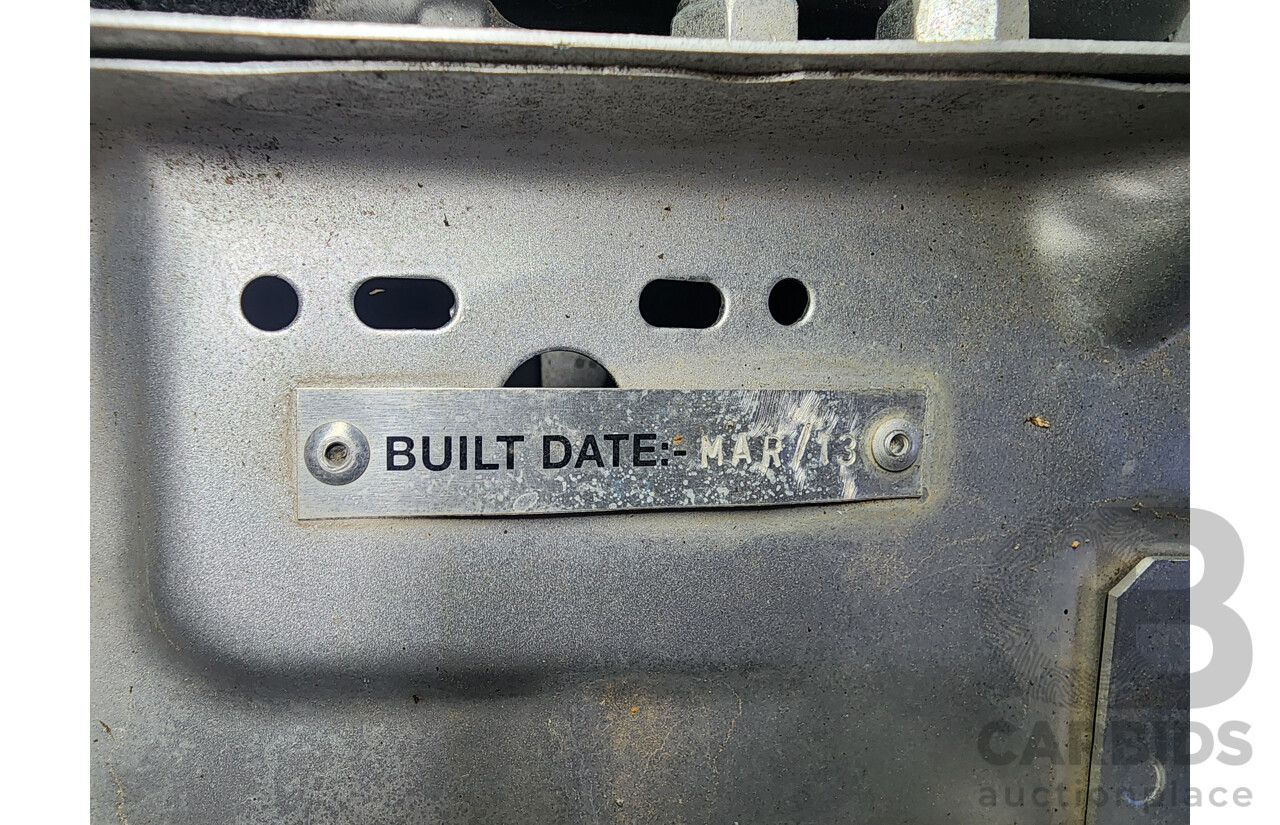 BUILT DATE:- MAR/13
B
CARBIDS
auctionplace